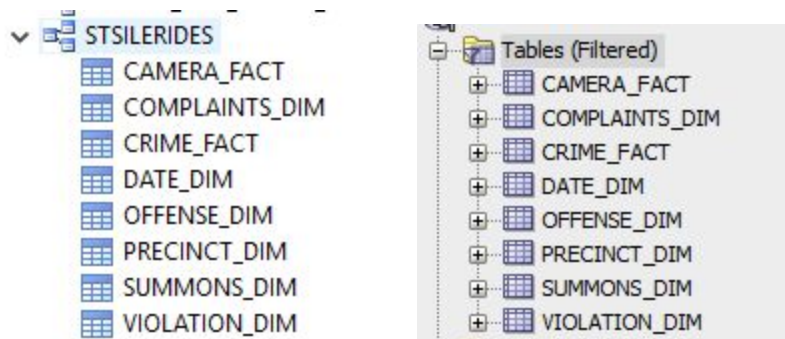 STSILERIDES
CAMERA_FACT
COMPLAINTS_DIM
CRIME_FACT
DATE_DIM
OFFENSE_DIM
PRECINCT_DIM
SUMMONS_DIM
VIOLATION_DIM
Tables (Filtered)
CAMERA_FACT
COMPLAINTS_DIM
CRIME_FACT
DATE_DIM
OFFENSE_DIM
PRECINCT_DIM
SUMMONS_DIM
VIOLATION_DIM